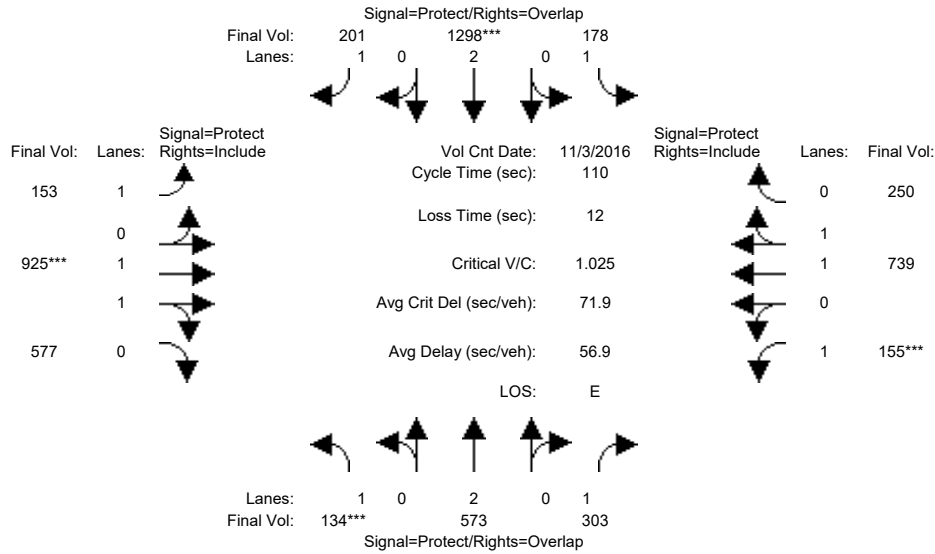 Signal=Protect/Rights=Overlap
Final Vol: 201 1298*** 178
Lanes: 1 0 2 0 1
Signal=Protect Signal=Protect
Final Vol: Lanes: Rights=Include Vol Cnt Date: 11/3/2016 Rights=Include Lanes: Final Vol:
Cycle Time (sec): 110
153 1 0 250
Loss Time (sec): 12
0 1
925*** 1 Critical V/C: 1.025 1 739
1 Avg Crit Del (sec/veh): 71.9 0
577 0 Avg Delay (sec/veh): 56.9 1 155***
LOS: E
Lanes: 1 0 2 0 1
Final Vol: 134*** 573 303
Signal=Protect/Rights=Overlap